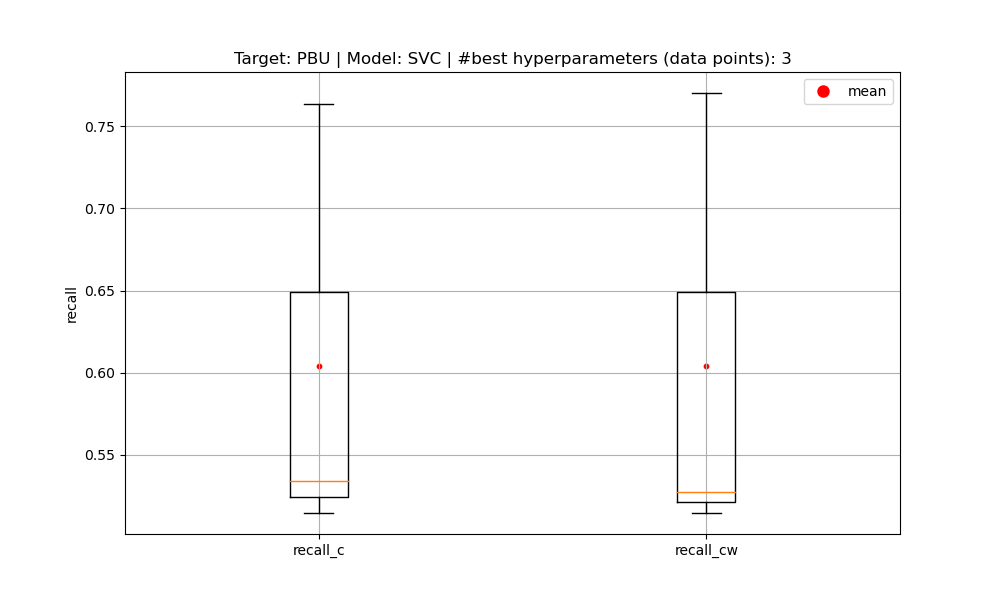 Target: PBU | Model: SVC | #best hyperparameters (data points): 3
mean
0.75
0.70
0.65
0.60
0.55
recall
recall_c
recall_cw